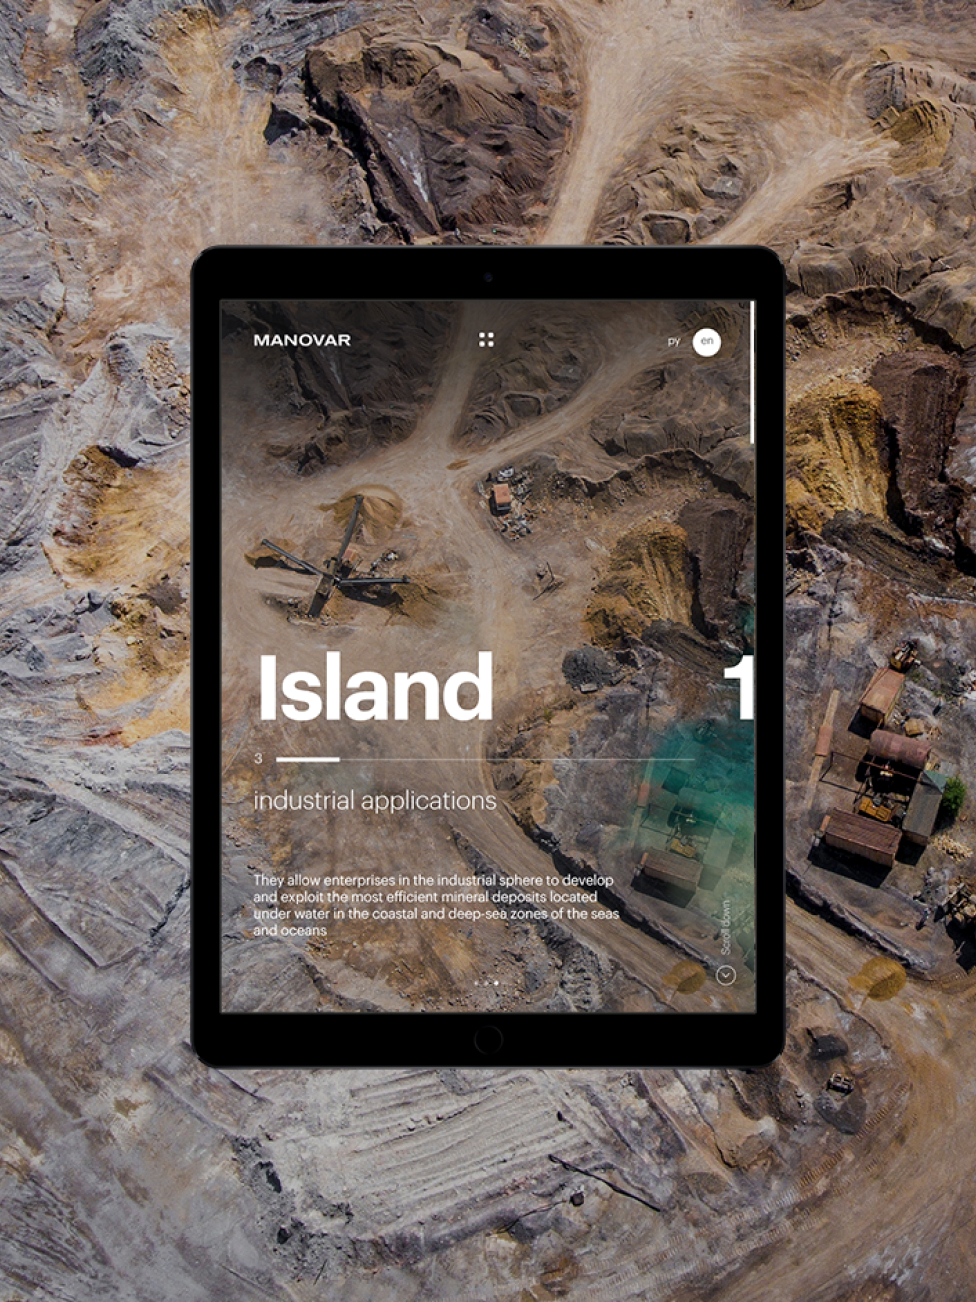 MANOVAR
ру
en
Island
1
3
industrial applications
They allow enterprises in the industrial sphere to develop
and exploit the most efficient mineral deposits located
under water in the coastal and deep-sea zones of the seas
and oceans
Scroll down